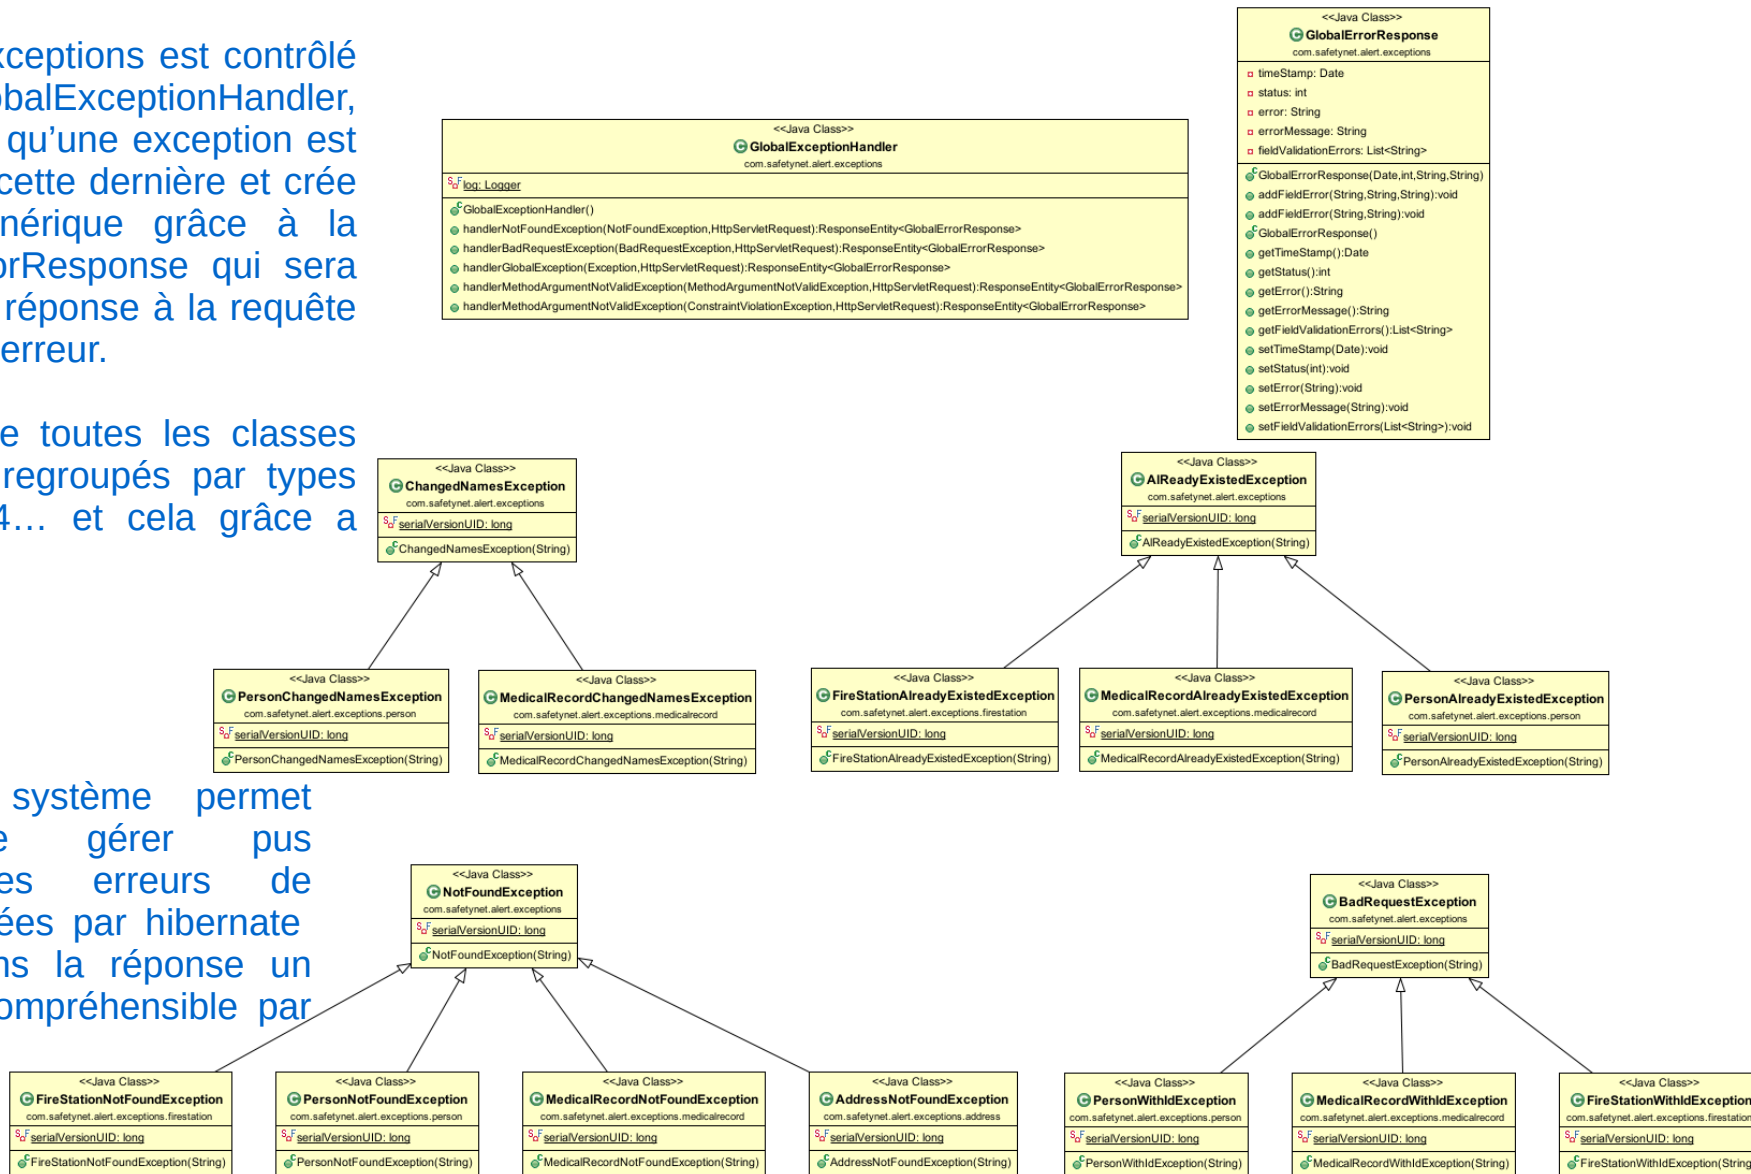 xceptions est contrôlé
obalExceptionHandler,
qu’une exception est
cette dernière et crée
nérique grâce à la
orResponse qui sera
réponse à la requête
erreur.
e toutes les classes
regroupés par types
4… et cela grâce a
système permet
e gérer pus
es erreurs de
ées par hibernate
ns la réponse un
ompréhensible par
<<Java Class>>
GlobalExceptionHandler
com.safetynet.alert.exceptions
log: Logger
GlobalExceptionHandler()
handlerNotFoundException(NotFoundException,HttpServletRequest):ResponseEntity<GlobalErrorResponse>
handlerBadRequestException(BadRequestException,HttpServletRequest):ResponseEntity<GlobalErrorResponse>
handlerGlobalException(Exception,HttpServletRequest):ResponseEntity<GlobalErrorResponse>
handlerMethodArgumentNotValidException(MethodArgumentNotValidException,HttpServletRequest):ResponseEntity<GlobalErrorResponse>
handlerMethodArgumentNotValidException(ConstraintViolationException,HttpServletRequest):ResponseEntity<GlobalErrorResponse>
<<Java Class>>
GlobalErrorResponse
com.safetynet.alert.exceptions
timeStamp: Date
status: int
error: String
errorMessage: String
fieldValidationErrors: List<String>
GlobalErrorResponse(Date,int,String,String)
addFieldError(String,String,String):void
addFieldError(String,String):void
GlobalErrorResponse()
getTimeStamp():Date
getStatus():int
getError():String
getErrorMessage():String
getFieldValidationErrors():List<String>
setTimeStamp(Date):void
setStatus(int):void
setError(String):void
setErrorMessage(String):void
setFieldValidationErrors(List<String>):void
<<Java Class>>
ChangedNamesException
com.safetynet.alert.exceptions
serialVersionUID: long
ChangedNamesException(String)
<<Java Class>>
AlReadyExistedException
com.safetynet.alert.exceptions
serialVersionUID: long
AlReadyExistedException(String)
<<Java Class>>
PersonChangedNamesException
com.safetynet.alert.exceptions.person
serialVersionUID: long
PersonChangedNamesException(String)
<<Java Class>>
MedicalRecordChangedNamesException
com.safetynet.alert.exceptions.medicalrecord
serialVersionUID: long
MedicalRecordChangedNamesException(String)
<<Java Class>>
FireStationAlreadyExistedException
com.safetynet.alert.exceptions.firestation
serialVersionUID: long
FireStationAlreadyExistedException(String)
<<Java Class>>
MedicalRecordAlreadyExistedException
com.safetynet.alert.exceptions.medicalrecord
serialVersionUID: long
MedicalRecordAlreadyExistedException(String)
<<Java Class>>
PersonAlreadyExistedException
com.safetynet.alert.exceptions.person
serialVersionUID: long
PersonAlreadyExistedException(String)
<<Java Class>>
NotFoundException
com.safetynet.alert.exceptions
serialVersionUID: long
NotFoundException(String)
<<Java Class>>
BadRequestException
com.safetynet.alert.exceptions
serialVersionUID: long
BadRequestException(String)
<<Java Class>>
FireStationNotFoundException
com.safetynet.alert.exceptions.firestation
serialVersionUID: long
FireStationNotFoundException(String)
<<Java Class>>
PersonNotFoundException
com.safetynet.alert.exceptions.person
serialVersionUID: long
PersonNotFoundException(String)
<<Java Class>>
MedicalRecordNotFoundException
com.safetynet.alert.exceptions.medicalrecord
serialVersionUID: long
MedicalRecordNotFoundException(String)
<<Java Class>>
AddressNotFoundException
com.safetynet.alert.exceptions.address
serialVersionUID: long
AddressNotFoundException(String)
<<Java Class>>
PersonWithIdException
com.safetynet.alert.exceptions.person
serialVersionUID: long
PersonWithIdException(String)
<<Java Class>>
MedicalRecordWithIdException
com.safetynet.alert.exceptions.medicalrecord
serialVersionUID: long
MedicalRecordWithIdException(String)
<<Java Class>>
FireStationWithIdException
com.safetynet.alert.exceptions.firestation
serialVersionUID: long
FireStationWithIdException(String